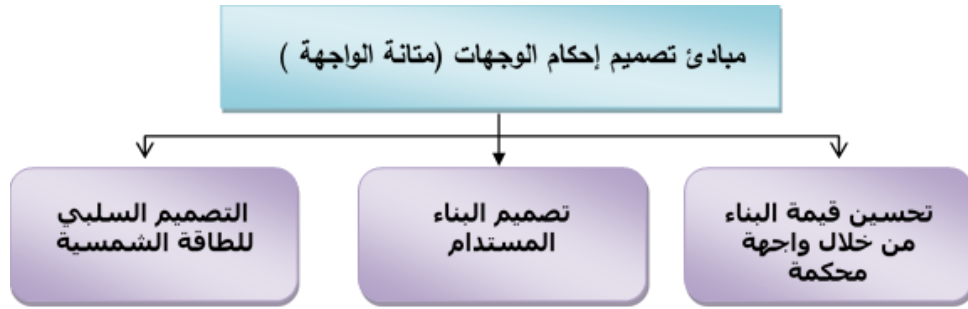 مبادئ تصميم إحكام الوجهات (متانة الواجهة )
تحسين قيمة البناء
من خلال واجهة
محكمة
تصميم البناء
المستدام
التصميم السلبي
للطاقة الشمسية